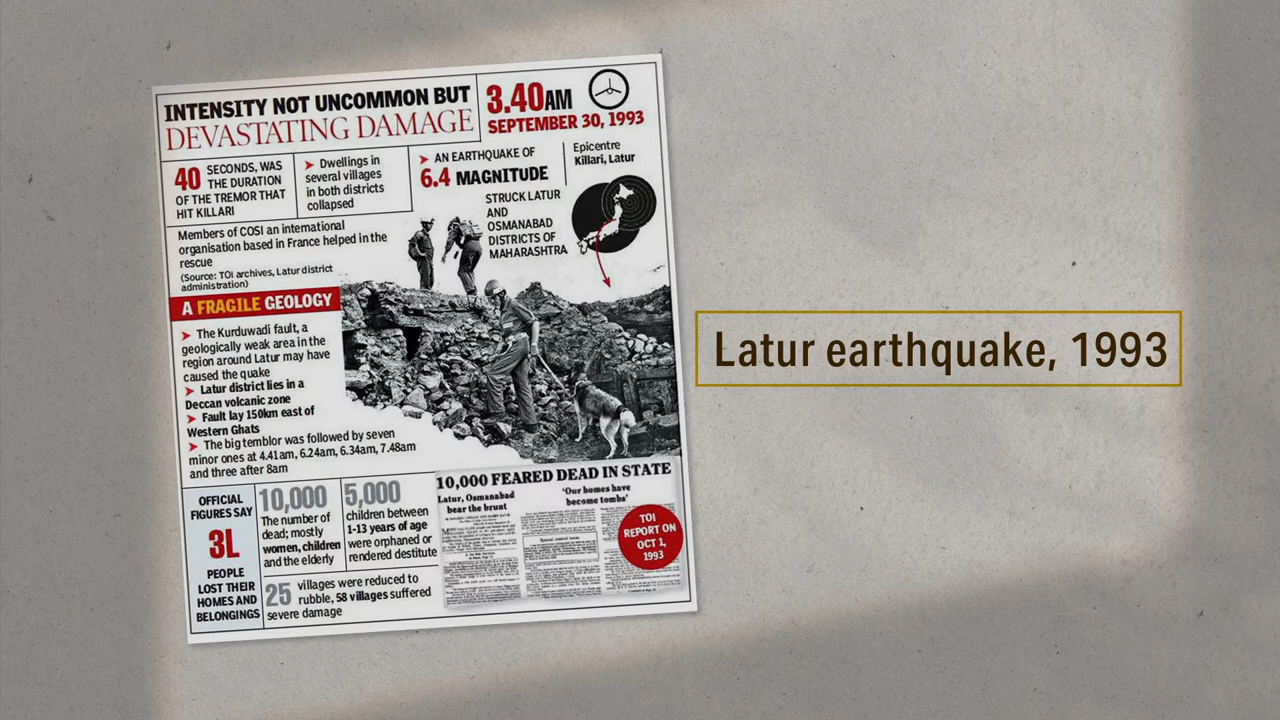 INTENSITY NOT UNCOMMON BUT
DEVASTATING DAMAGE
3.40AM
SEPTEMBER 30, 1993
40 SECONDS, WAS
THE DURATION
OF THE TREMOR THAT
HIT KILLARI
Dwellings in
several villages
in both districts
collapsed
AN EARTHQUAKE OF
6.4 MAGNITUDE
STRUCK LATUR
AND
OSMANABAD
DISTRICTS OF
MAHARASHTRA
Epicentre
Killari, Latur
Members of COSI an international
organisation based in France helped in the
rescue
(Source: TOI archives, Latur district
administration)
A FRAGILE GEOLOGY
The Kurduwadi fault, a
geologically weak area in the
region around Latur may have
caused the quake
Latur district lies in a
Deccan volcanic zone
Fault lay 150km east of
Western Ghats
The big temblor was followed by seven
minor ones at 4.41am, 6.24am, 6.34am, 7.48am
and three after 8am
OFFICIAL
FIGURES SAY
3L
PEOPLE
LOST THEIR
HOMES AND
BELONGINGS
10,000
The number of
dead; mostly
women, children
and the elderly
5,000
children between
1-13 years of age
were orphaned or
rendered destitute
25 villages were reduced to
rubble, 58 villages suffered
severe damage
10,000 FEARED DEAD IN STATE
Latur, Osmanabad
bear the brunt
'Our homes have
become tombs'
TOI
REPORT ON
OCT 1,
1993
Latur earthquake, 1993